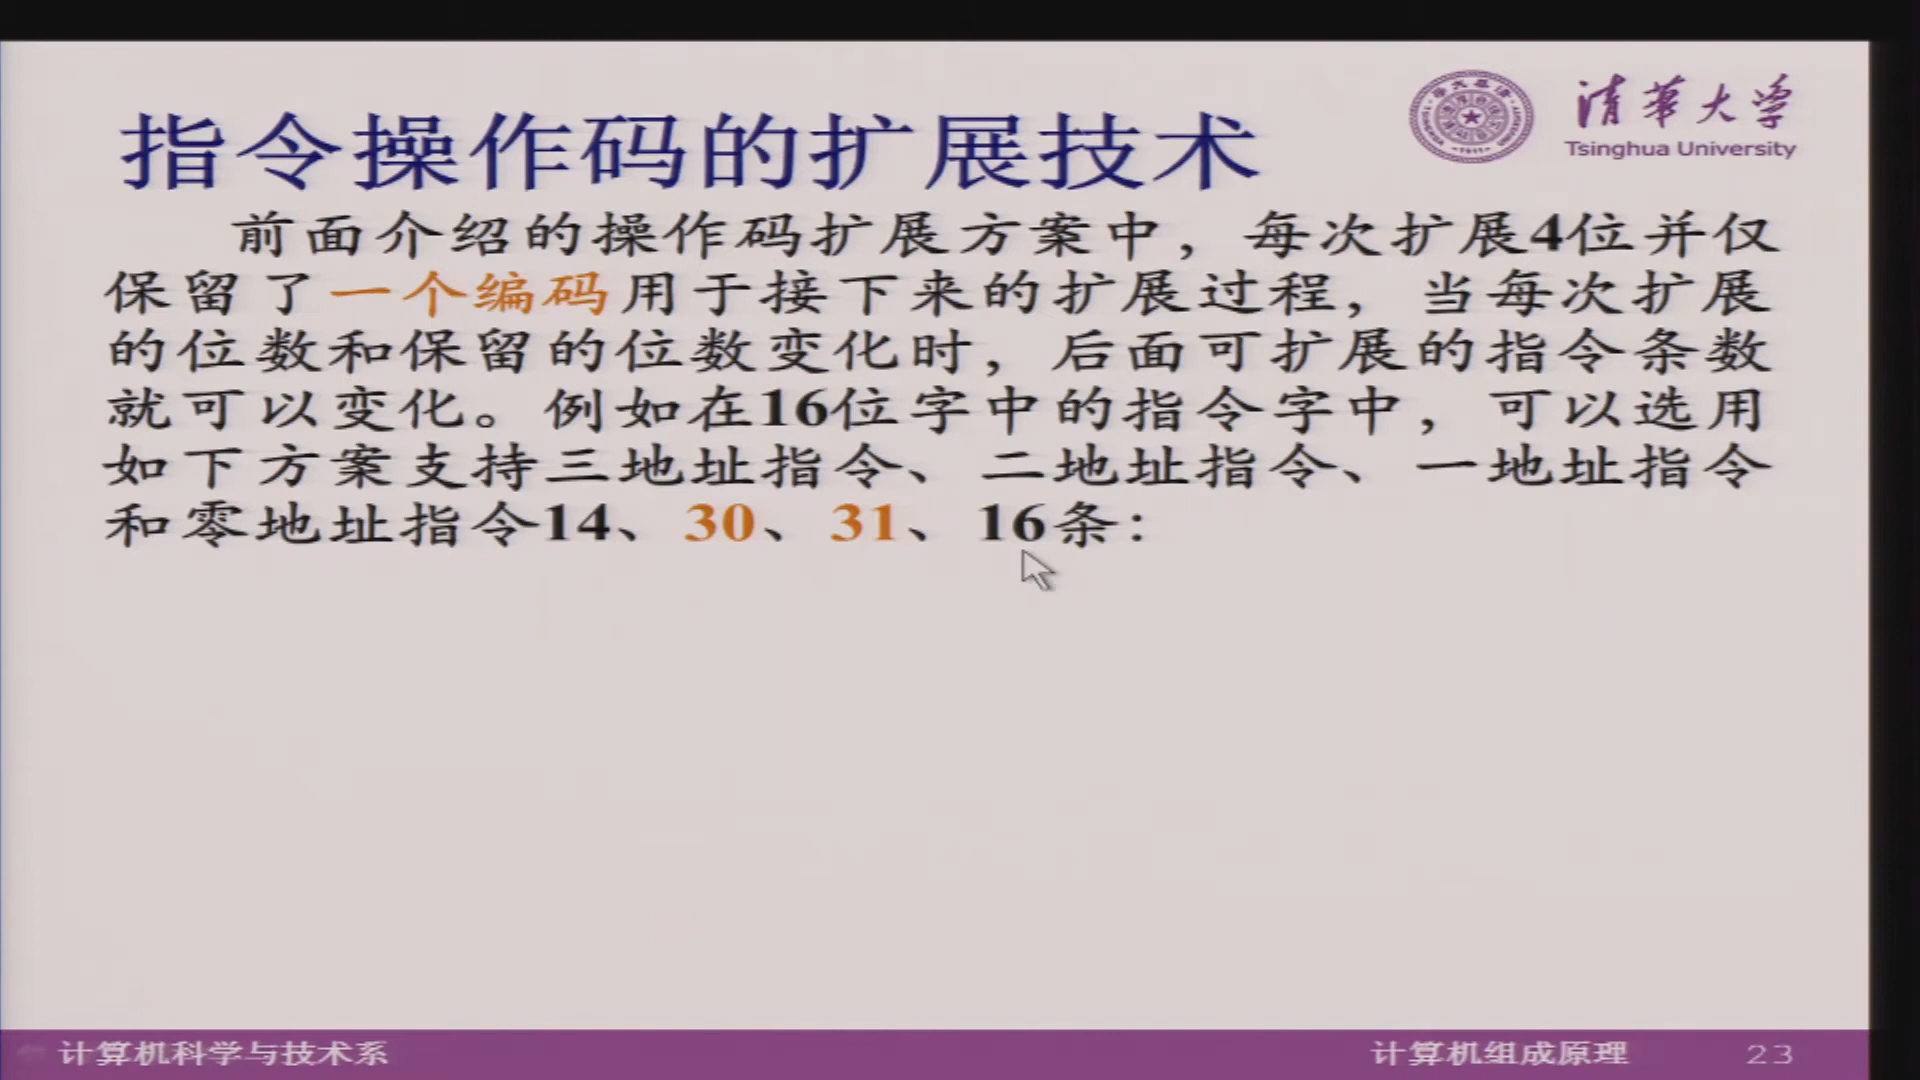 清华大学
Tsinghua University
指令操作码的扩展技术
前面介绍的操作码扩展方案中，每次扩展4位并仅
保留了一个编码用于接下来的扩展过程，当每次扩展
的位数和保留的位数变化时，后面可扩展的指令条数
就可以变化。例如在16位字中的指令字中，可以选用
如下方案支持三地址指令、二地址指令、一地址指令
和零地址指令14、30、31、16条：
计算机科学与技术系
计算机组成原理
23